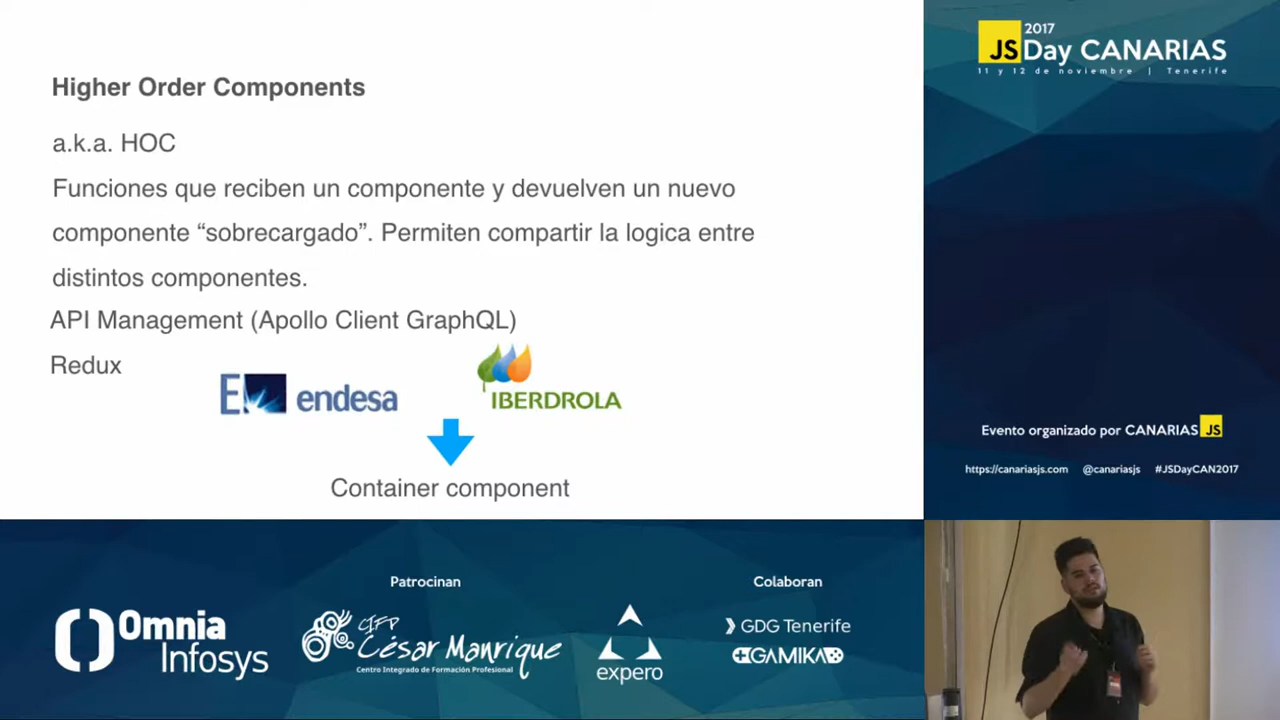 Higher Order Components
a.k.a. HOC
Funciones que reciben un componente y devuelven un nuevo
componente “sobrecargado”. Permiten compartir la logica entre
distintos componentes.
API Management (Apollo Client GraphQL)
Redux
endesa
IBERDROLA
Container component
2017
JS Day CANARIAS
11 y 12 de noviembre | Tenerife
Evento organizado por CANARIAS JS
https://canariasjs.com @canariasjs #JSDayCAN2017
Patrocinan
Colaboran
Omnia
Infosys
CIFP
César Manrique
Centro Integrado de Formación Profesional
expero
GDG Tenerife
GAMIKA